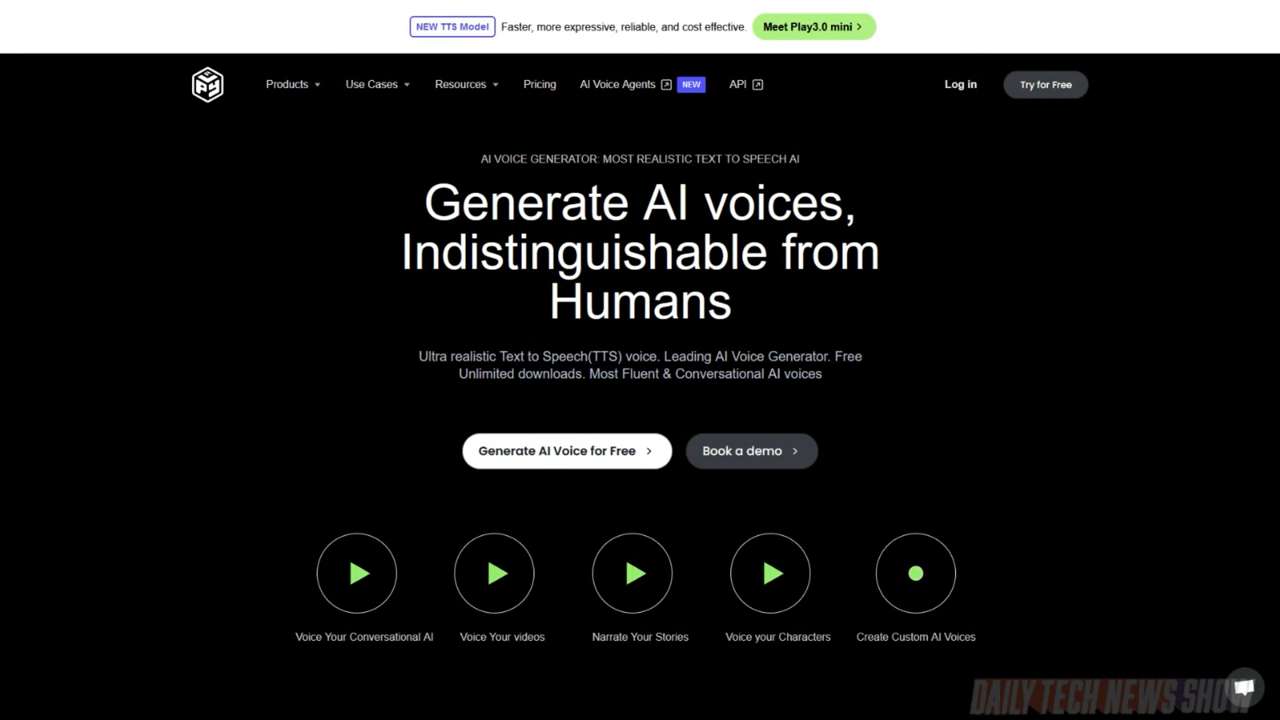 NEW TTS Model Faster, more expressive, reliable, and cost effective. Meet Play3.0 mini
Products Use Cases Resources Pricing AI Voice Agents NEW API Log in Try for Free
AI VOICE GENERATOR: MOST REALISTIC TEXT TO SPEECH AI
Generate AI voices,
Indistinguishable from
Humans
Ultra realistic Text to Speech(TTS) voice. Leading AI Voice Generator. Free
Unlimited downloads. Most Fluent & Conversational AI voices
Generate AI Voice for Free Book a demo
Voice Your Conversational AI Voice Your videos Narrate Your Stories Voice your Characters Create Custom AI Voices
DAILY TECH NEWS SHOW